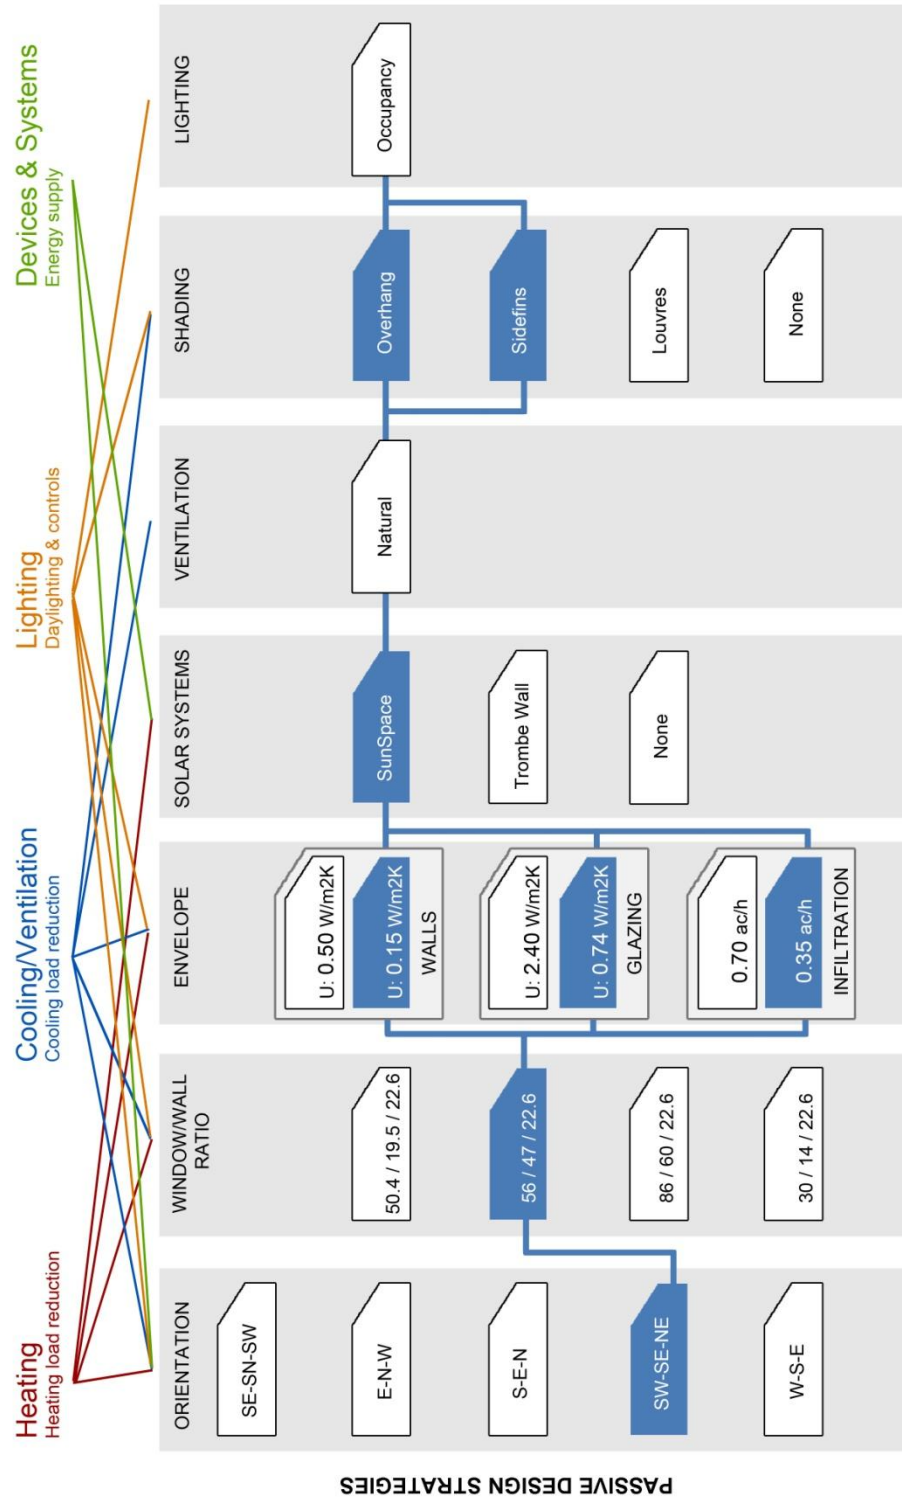 Heating
Heating load reduction
Cooling/Ventilation
Cooling load reduction
Lighting
Daylighting & controls
Devices & Systems
Energy supply
PASSIVE DESIGN STRATEGIES
ORIENTATION
SE-SN-SW
E-N-W
S-E-N
SW-SE-NE
W-S-E
WINDOW/WALL
RATIO
50.4 / 19.5 / 22.6
56 / 47 / 22.6
86 / 60 / 22.6
30 / 14 / 22.6
ENVELOPE
U: 0.50 W/m2K
U: 0.15 W/m2K
WALLS
U: 2.40 W/m2K
U: 0.74 W/m2K
GLAZING
0.70 ac/h
0.35 ac/h
INFILTRATION
SOLAR SYSTEMS
SunSpace
Trombe Wall
None
VENTILATION
Natural
SHADING
Overhang
Sidefins
Louvres
None
LIGHTING
Occupancy